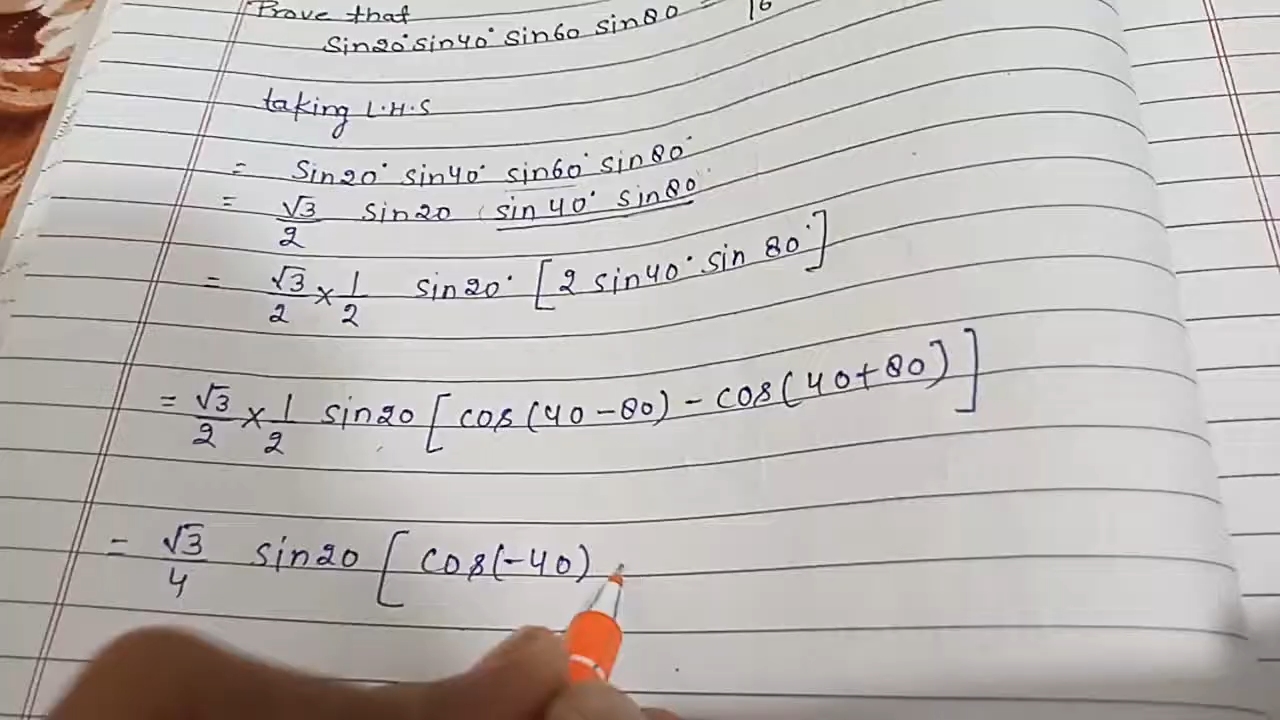 Prove that
sin20° sin40° sin60 sin80 16
taking L.H.S
= Sin20° sin40° sin60° sin80°
= √3/2 sin20 (sin40° sin80°
= √3/2 × 1/2 sin20° [2 sin40° sin 80°]
= √3/2 × 1/2 sin20 [cos(40-80) - cos(40+80)]
= √3/4 sin20 [cos(-40)